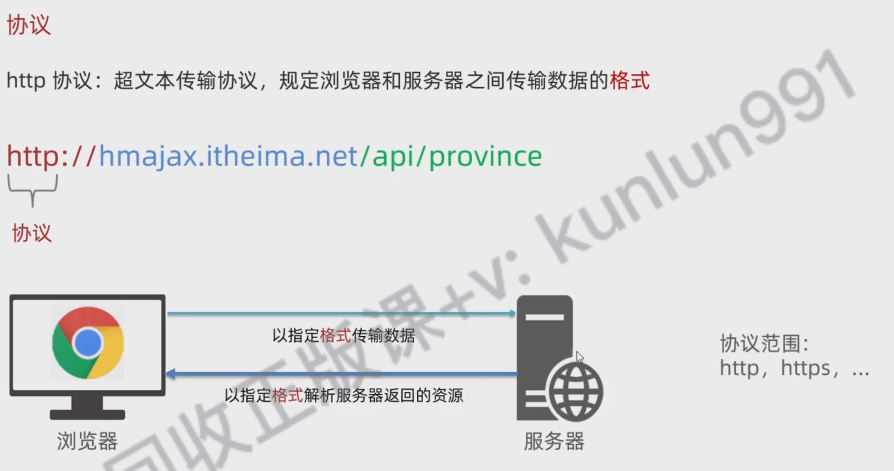 协议
http 协议：超文本传输协议，规定浏览器和服务器之间传输数据的格式
http://hmajax.itheima.net/api/province
协议
以指定格式传输数据
以指定格式解析服务器返回的资源
浏览器
服务器
协议范围：
http，https，...
回收正版课+v: kunlun991